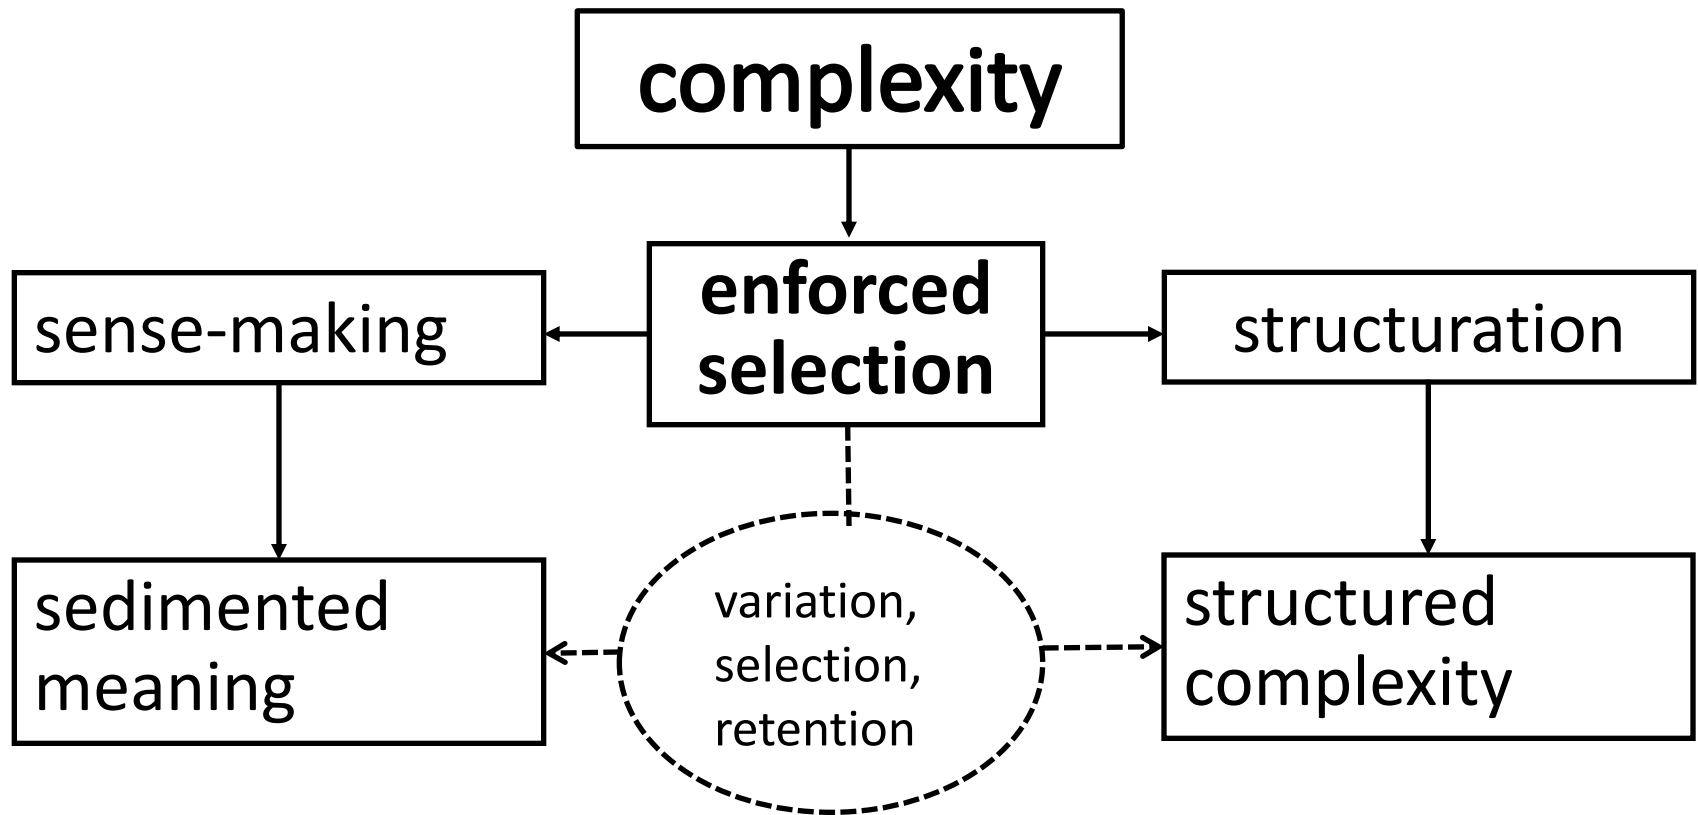 complexity
enforced
selection
sense-making
structuration
sedimented
meaning
variation,
selection,
retention
structured
complexity